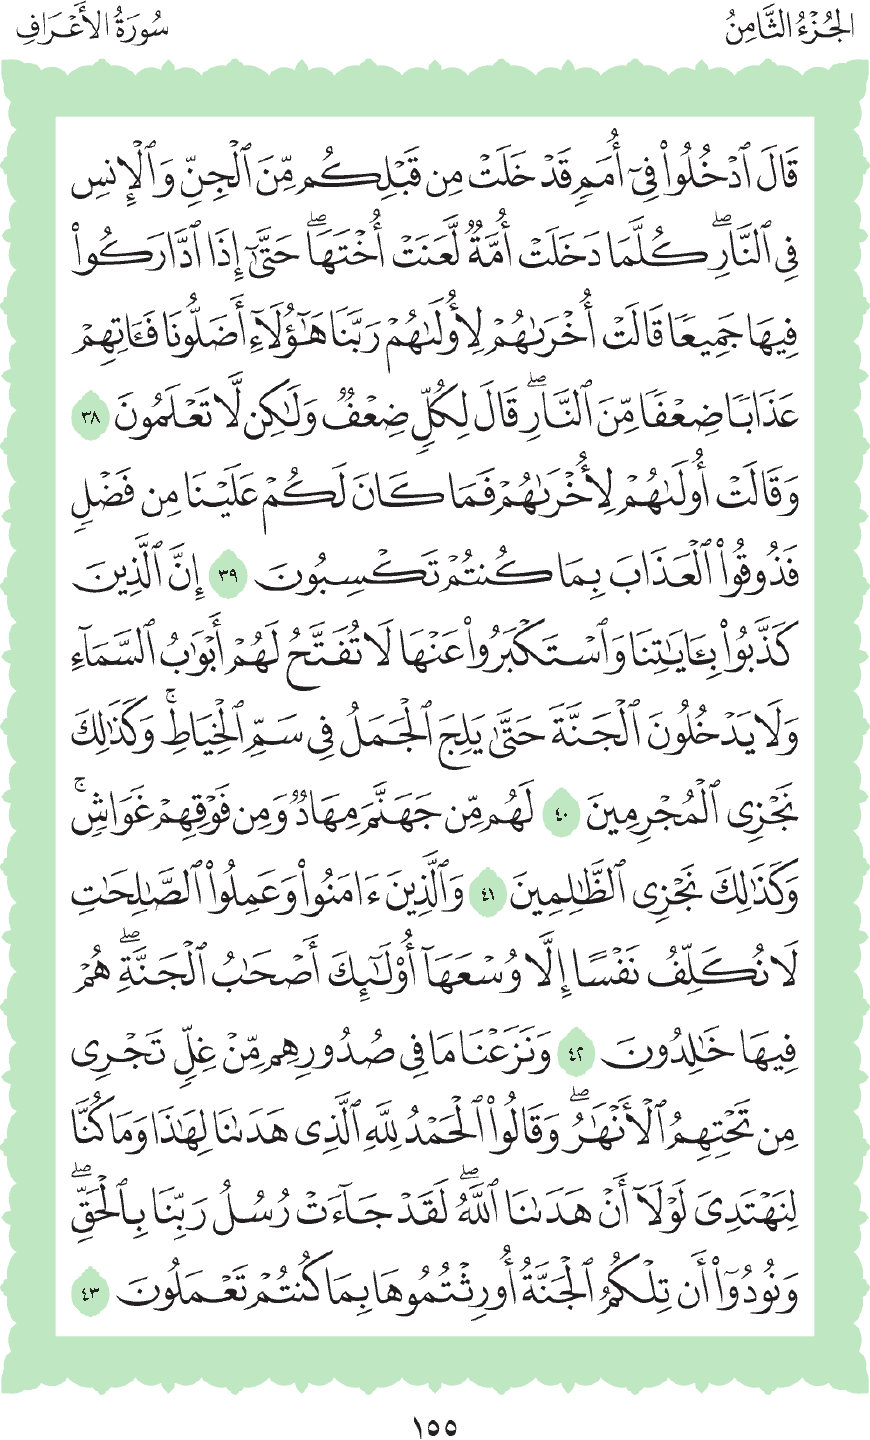 الجُزْءُ الثَّامِنُ
سُورَةُ الأَعْرَافِ
قَالَ ٱدْخُلُوا۟ فِىٓ أُمَمٍ قَدْ خَلَتْ مِن قَبْلِكُم مِّنَ ٱلْجِنِّ وَٱلْإِنسِ
فِى ٱلنَّارِ ۖ كُلَّمَا دَخَلَتْ أُمَّةٌ لَّعَنَتْ أُخْتَهَا ۖ حَتَّىٰٓ إِذَا ٱدَّارَكُوا۟
فِيهَا جَمِيعًا قَالَتْ أُخْرَىٰهُمْ لِأُولَىٰهُمْ رَبَّنَا هَـٰٓؤُلَآءِ أَضَلُّونَا فَـَٔاتِهِمْ
عَذَابًا ضِعْفًا مِّنَ ٱلنَّارِ ۖ قَالَ لِكُلٍّ ضِعْفٌ وَلَـٰكِن لَّا تَعْلَمُونَ ٣٨
وَقَالَتْ أُولَىٰهُمْ لِأُخْرَىٰهُمْ فَمَا كَانَ لَكُمْ عَلَيْنَا مِن فَضْلٍ
فَذُوقُوا۟ ٱلْعَذَابَ بِمَا كُنتُمْ تَكْسِبُونَ ٣٩ إِنَّ ٱلَّذِينَ
كَذَّبُوا۟ بِـَٔايَـٰتِنَا وَٱسْتَكْبَرُوا۟ عَنْهَا لَا تُفَتَّحُ لَهُمْ أَبْوَٰبُ ٱلسَّمَآءِ
وَلَا يَدْخُلُونَ ٱلْجَنَّةَ حَتَّىٰ يَلِجَ ٱلْجَمَلُ فِى سَمِّ ٱلْخِيَاطِ ۚ وَكَذَٰلِكَ
نَجْزِى ٱلْمُجْرِمِينَ ٤٠ لَهُم مِّن جَهَنَّمَ مِهَادٌ وَمِن فَوْقِهِمْ غَوَاشٍ ۚ
وَكَذَٰلِكَ نَجْزِى ٱلظَّـٰلِمِينَ ٤١ وَٱلَّذِينَ ءَامَنُوا۟ وَعَمِلُوا۟ ٱلصَّـٰلِحَـٰتِ
لَا نُكَلِّفُ نَفْسًا إِلَّا وُسْعَهَآ أُو۟لَـٰٓئِكَ أَصْحَـٰبُ ٱلْجَنَّةِ ۖ هُمْ
فِيهَا خَـٰلِدُونَ ٤٢ وَنَزَعْنَا مَا فِى صُدُورِهِم مِّنْ غِلٍّ تَجْرِى
مِن تَحْتِهِمُ ٱلْأَنْهَـٰرُ ۖ وَقَالُوا۟ ٱلْحَمْدُ لِلَّهِ ٱلَّذِى هَدَىٰنَا لِهَـٰذَا وَمَا كُنَّا
لِنَهْتَدِىَ لَوْلَآ أَنْ هَدَىٰنَا ٱللَّهُ ۖ لَقَدْ جَآءَتْ رُسُلُ رَبِّنَا بِٱلْحَقِّ ۖ
وَنُودُوٓا۟ أَن تِلْكُمُ ٱلْجَنَّةُ أُورِثْتُمُوهَا بِمَا كُنتُمْ تَعْمَلُونَ ٤٣
١٥٥